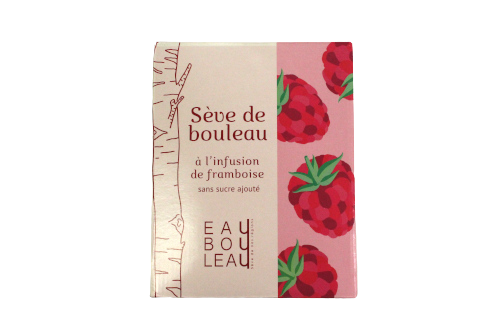 Sève de
bouleau
à l'infusion
de framboise
sans sucre ajouté
EAU
BOU
LEAU